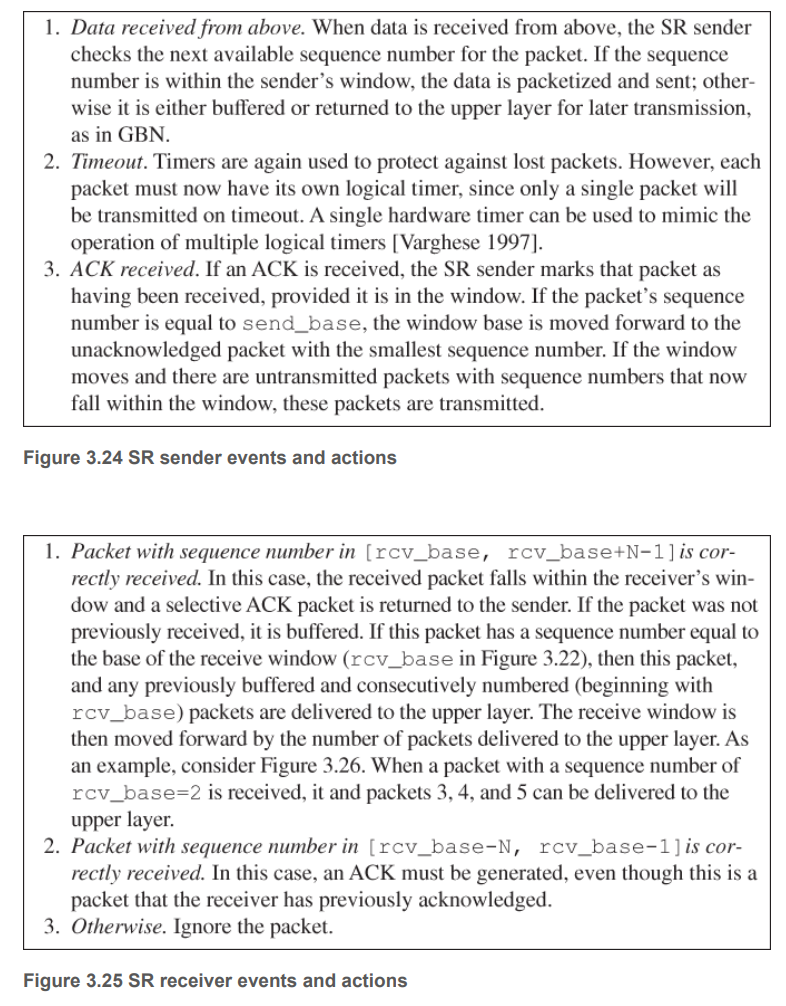 1. Data received from above. When data is received from above, the SR sender
checks the next available sequence number for the packet. If the sequence
number is within the sender's window, the data is packetized and sent; other-
wise it is either buffered or returned to the upper layer for later transmission,
as in GBN.
2. Timeout. Timers are again used to protect against lost packets. However, each
packet must now have its own logical timer, since only a single packet will
be transmitted on timeout. A single hardware timer can be used to mimic the
operation of multiple logical timers [Varghese 1997].
3. ACK received. If an ACK is received, the SR sender marks that packet as
having been received, provided it is in the window. If the packet's sequence
number is equal to send_base, the window base is moved forward to the
unacknowledged packet with the smallest sequence number. If the window
moves and there are untransmitted packets with sequence numbers that now
fall within the window, these packets are transmitted.
Figure 3.24 SR sender events and actions
1. Packet with sequence number in [rcv_base, rcv_base+N-1] is cor-
rectly received. In this case, the received packet falls within the receiver's win-
dow and a selective ACK packet is returned to the sender. If the packet was not
previously received, it is buffered. If this packet has a sequence number equal to
the base of the receive window (rcv_base in Figure 3.22), then this packet,
and any previously buffered and consecutively numbered (beginning with
rcv_base) packets are delivered to the upper layer. The receive window is
then moved forward by the number of packets delivered to the upper layer. As
an example, consider Figure 3.26. When a packet with a sequence number of
rcv_base=2 is received, it and packets 3, 4, and 5 can be delivered to the
upper layer.
2. Packet with sequence number in [rcv_base-N, rcv_base-1] is cor-
rectly received. In this case, an ACK must be generated, even though this is a
packet that the receiver has previously acknowledged.
3. Otherwise. Ignore the packet.
Figure 3.25 SR receiver events and actions